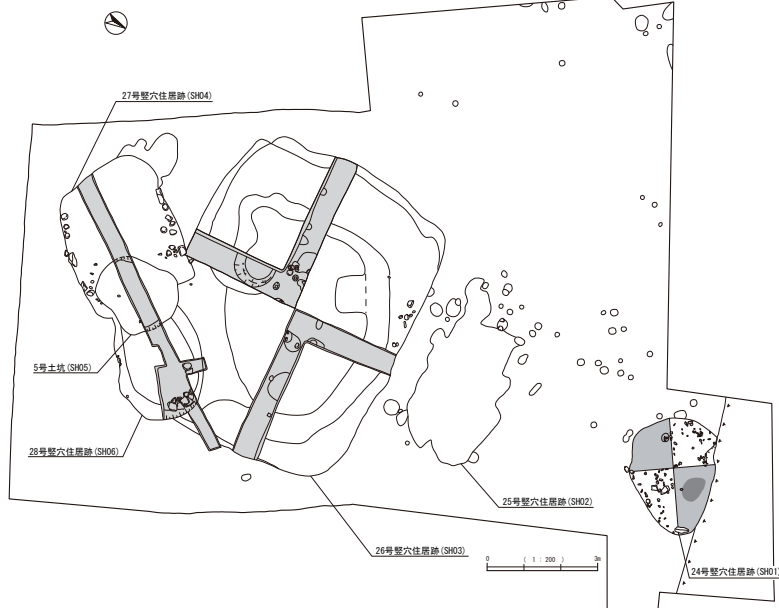 27号竪穴住居跡(SH04)
5号土坑(SH05)
28号竪穴住居跡(SH06)
25号竪穴住居跡(SH02)
26号竪穴住居跡(SH03)
0 ( 1 : 200 ) 3m
24号竪穴住居跡(SH01)